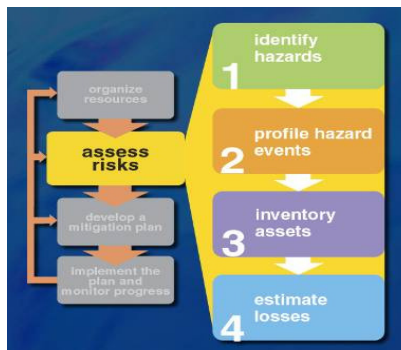 organize
resources
assess
risks
develop a
mitigation plan
implement the
plan and
monitor progress
identify
hazards
1
profile hazard
events
2
inventory
assets
3
estimate
losses
4